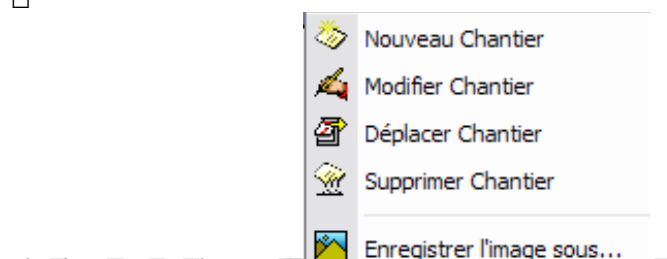 Nouveau Chantier
Modifier Chantier
Déplacer Chantier
Supprimer Chantier
Enregistrer l'image sous...